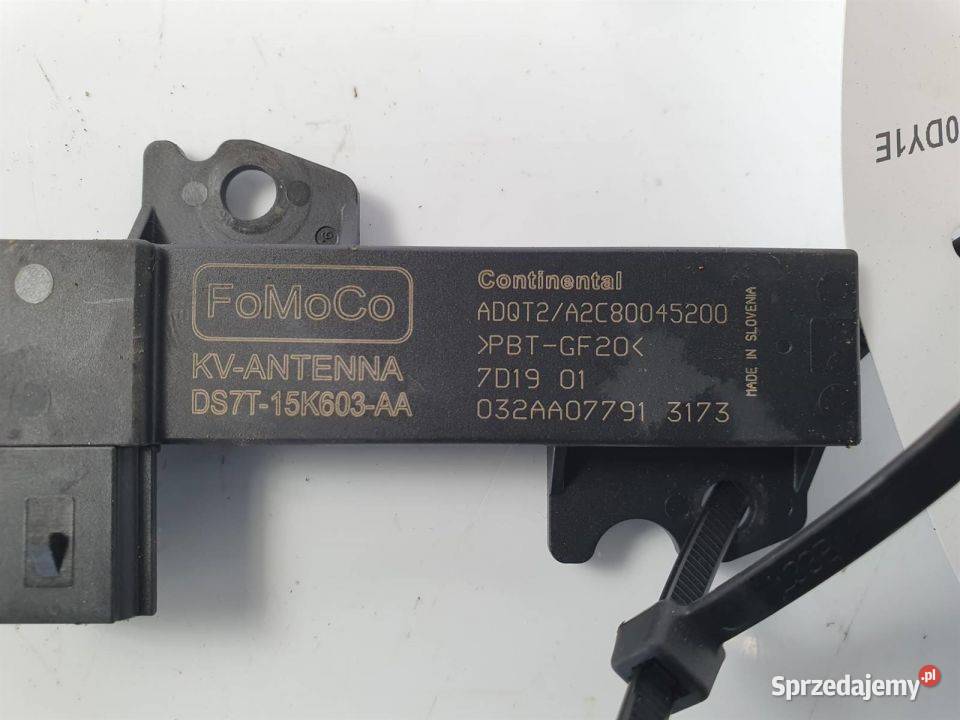 FoMoCo
KV-ANTENNA
DS7T-15K603-AA
Continental
ADQT2/A2C80045200
>PBT-GF20<
7D19 01
032AA07791 3173
MADE IN SLOVENIA
0DY1E
Sprzedajemy.pl